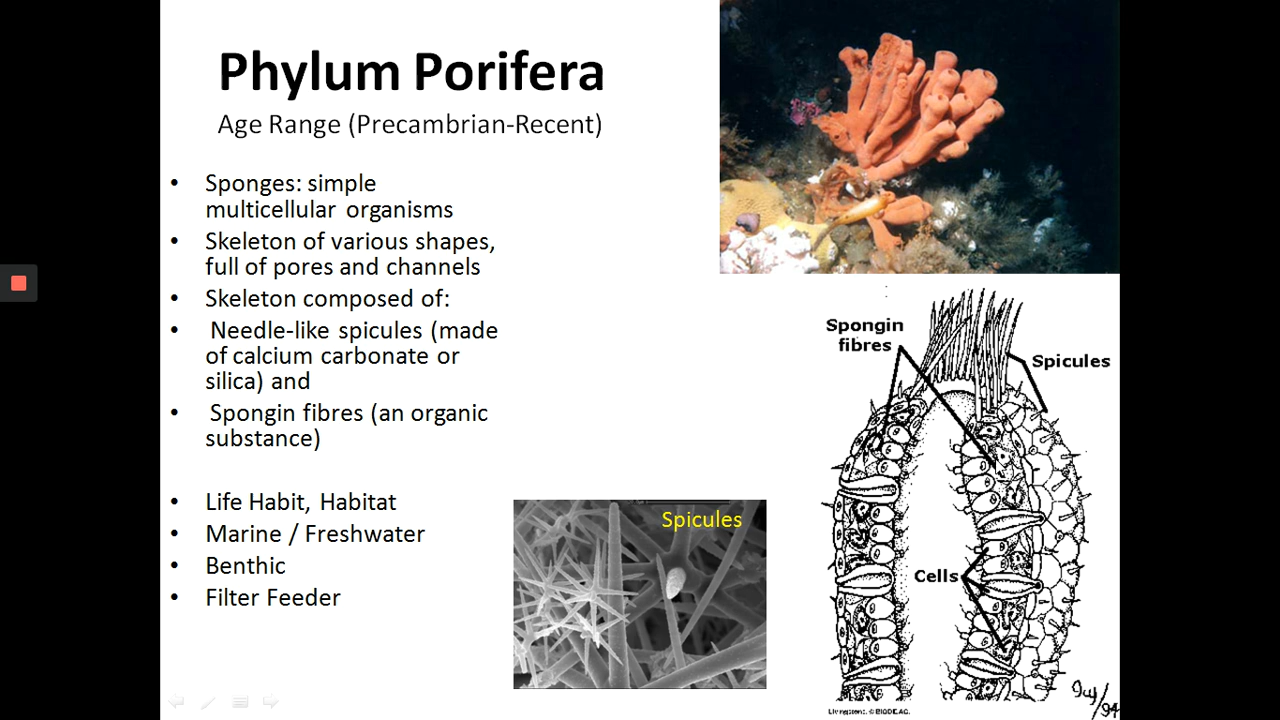 Phylum Porifera
Age Range (Precambrian-Recent)
• Sponges: simple
multicellular organisms
• Skeleton of various shapes,
full of pores and channels
• Skeleton composed of:
• Needle-like spicules (made
of calcium carbonate or
silica) and
• Spongin fibres (an organic
substance)
• Life Habit, Habitat
• Marine / Freshwater
• Benthic
• Filter Feeder
Spicules
Spongin
fibres
Spicules
Cells
Livingstone, © BIODIDAC